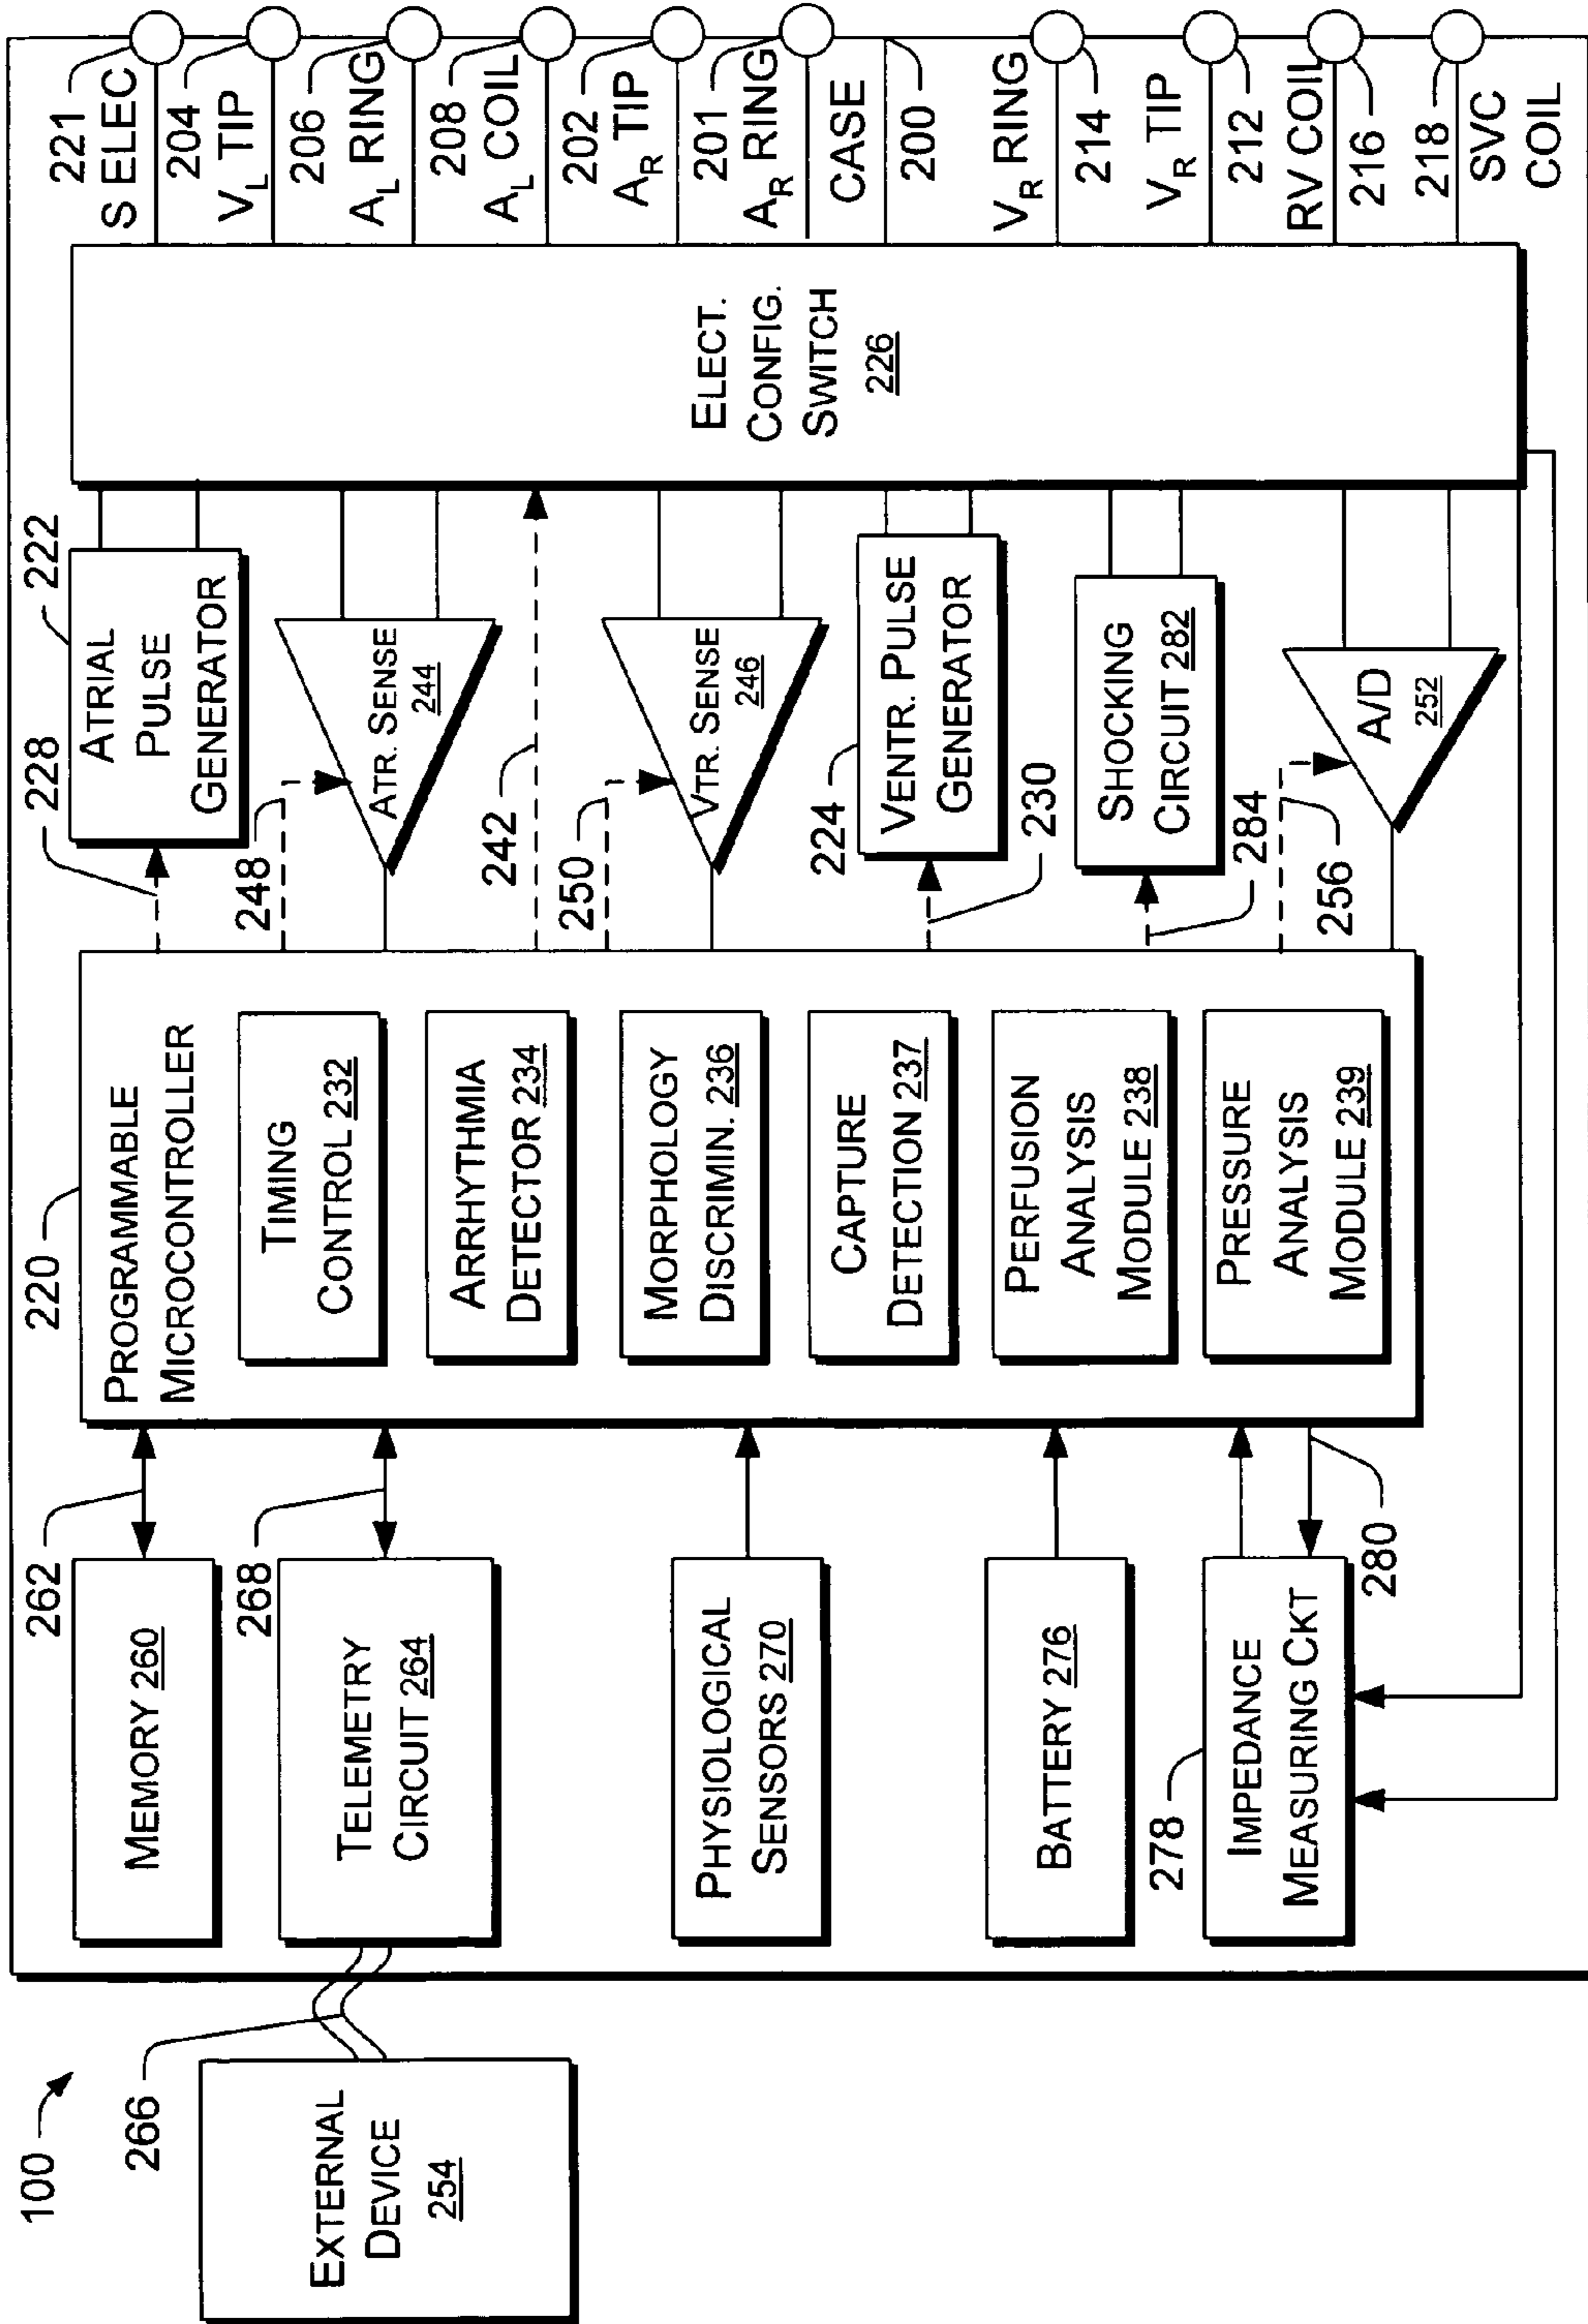 100
EXTERNAL
DEVICE
254
266
MEMORY 260
262
TELEMETRY
CIRCUIT 264
268
PHYSIOLOGICAL
SENSORS 270
BATTERY 276
278
IMPEDANCE
MEASURING CKT
280
220
PROGRAMMABLE
MICROCONTROLLER
TIMING
CONTROL 232
ARRHYTHMIA
DETECTOR 234
MORPHOLOGY
DISCRIMIN. 236
CAPTURE
DETECTION 237
PERFUSION
ANALYSIS
MODULE 238
PRESSURE
ANALYSIS
MODULE 239
228
222
ATRIAL
PULSE
GENERATOR
248
ATR. SENSE
244
242
250
VTR. SENSE
246
224
VENTR. PULSE
GENERATOR
230
SHOCKING
CIRCUIT 282
284
256
A/D
252
ELECT.
CONFIG.
SWITCH
226
221
S ELEC
204
VL TIP
206
AL RING
208
AL COIL
202
AR TIP
201
AR RING
CASE
200
VR RING
214
VR TIP
212
RV COIL
216
218
SVC
COIL